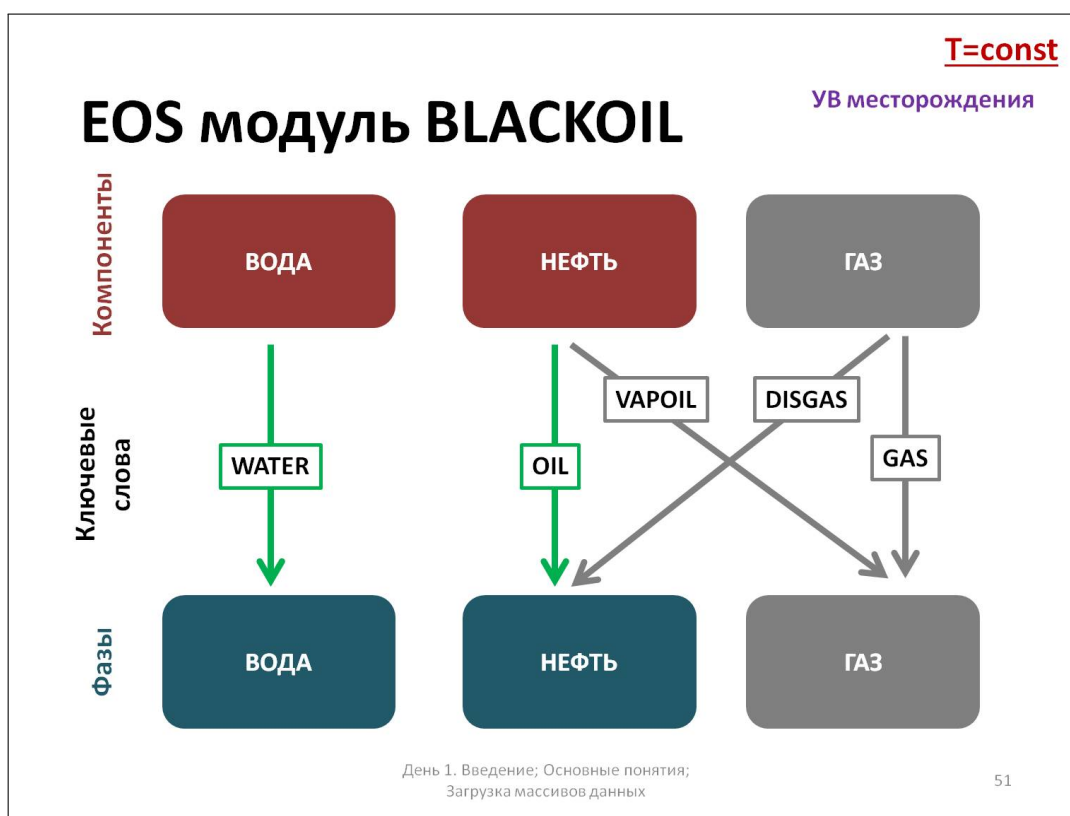 T=const
УВ месторождения
EOS модуль BLACKOIL
Компоненты
ВОДА
НЕФТЬ
ГАЗ
Ключевые
слова
VAPOIL
DISGAS
WATER
OIL
GAS
Фазы
ВОДА
НЕФТЬ
ГАЗ
День 1. Введение; Основные понятия;
Загрузка массивов данных
51